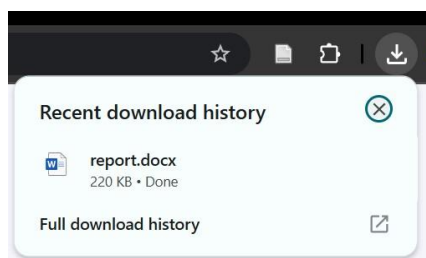 Recent download history
W
report.docx
220 KB • Done
Full download history